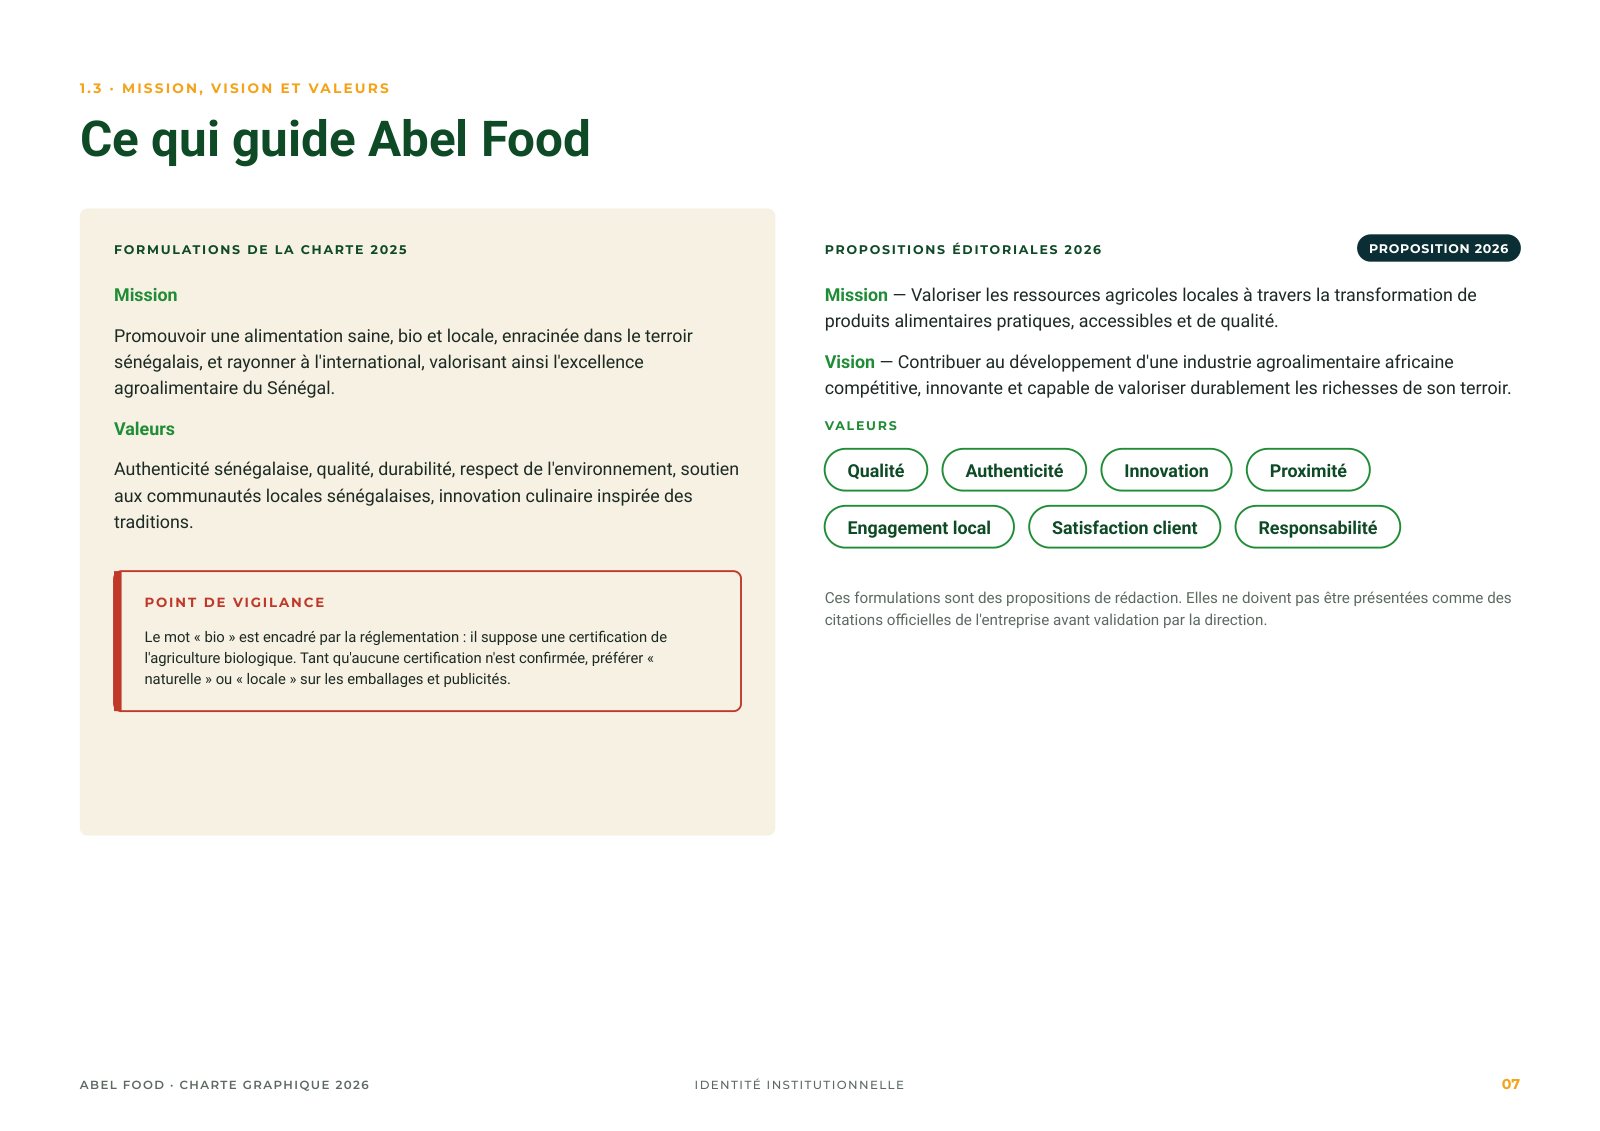 1.3 · MISSION, VISION ET VALEURS
Ce qui guide Abel Food
FORMULATIONS DE LA CHARTE 2025
Mission
Promouvoir une alimentation saine, bio et locale, enracinée dans le terroir
sénégalais, et rayonner à l'international, valorisant ainsi l'excellence
agroalimentaire du Sénégal.
Valeurs
Authenticité sénégalaise, qualité, durabilité, respect de l'environnement, soutien
aux communautés locales sénégalaises, innovation culinaire inspirée des
traditions.
POINT DE VIGILANCE
Le mot « bio » est encadré par la réglementation : il suppose une certification de
l'agriculture biologique. Tant qu'aucune certification n'est confirmée, préférer «
naturelle » ou « locale » sur les emballages et publicités.
PROPOSITIONS ÉDITORIALES 2026
PROPOSITION 2026
Mission — Valoriser les ressources agricoles locales à travers la transformation de
produits alimentaires pratiques, accessibles et de qualité.
Vision — Contribuer au développement d'une industrie agroalimentaire africaine
compétitive, innovante et capable de valoriser durablement les richesses de son terroir.
VALEURS
Qualité
Authenticité
Innovation
Proximité
Engagement local
Satisfaction client
Responsabilité
Ces formulations sont des propositions de rédaction. Elles ne doivent pas être présentées comme des
citations officielles de l'entreprise avant validation par la direction.
ABEL FOOD · CHARTE GRAPHIQUE 2026
IDENTITÉ INSTITUTIONNELLE
07